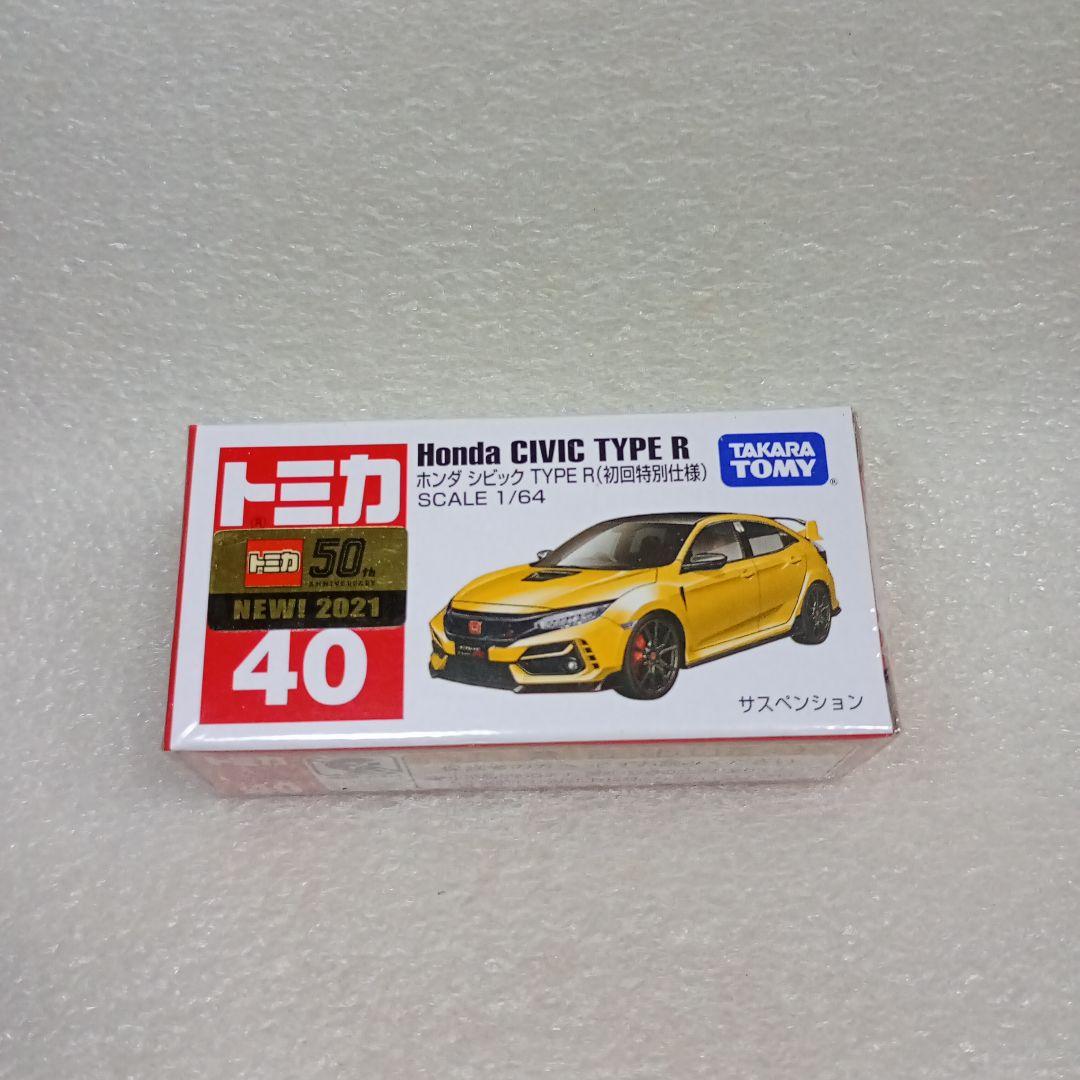 Honda CIVIC TYPE R
ホンダ シビック TYPE R(初回特別仕様)
SCALE 1/64
TAKARA
TOMY
トミカ
トミカ 50th
ANNIVERSARY
NEW! 2021
40
サスペンション